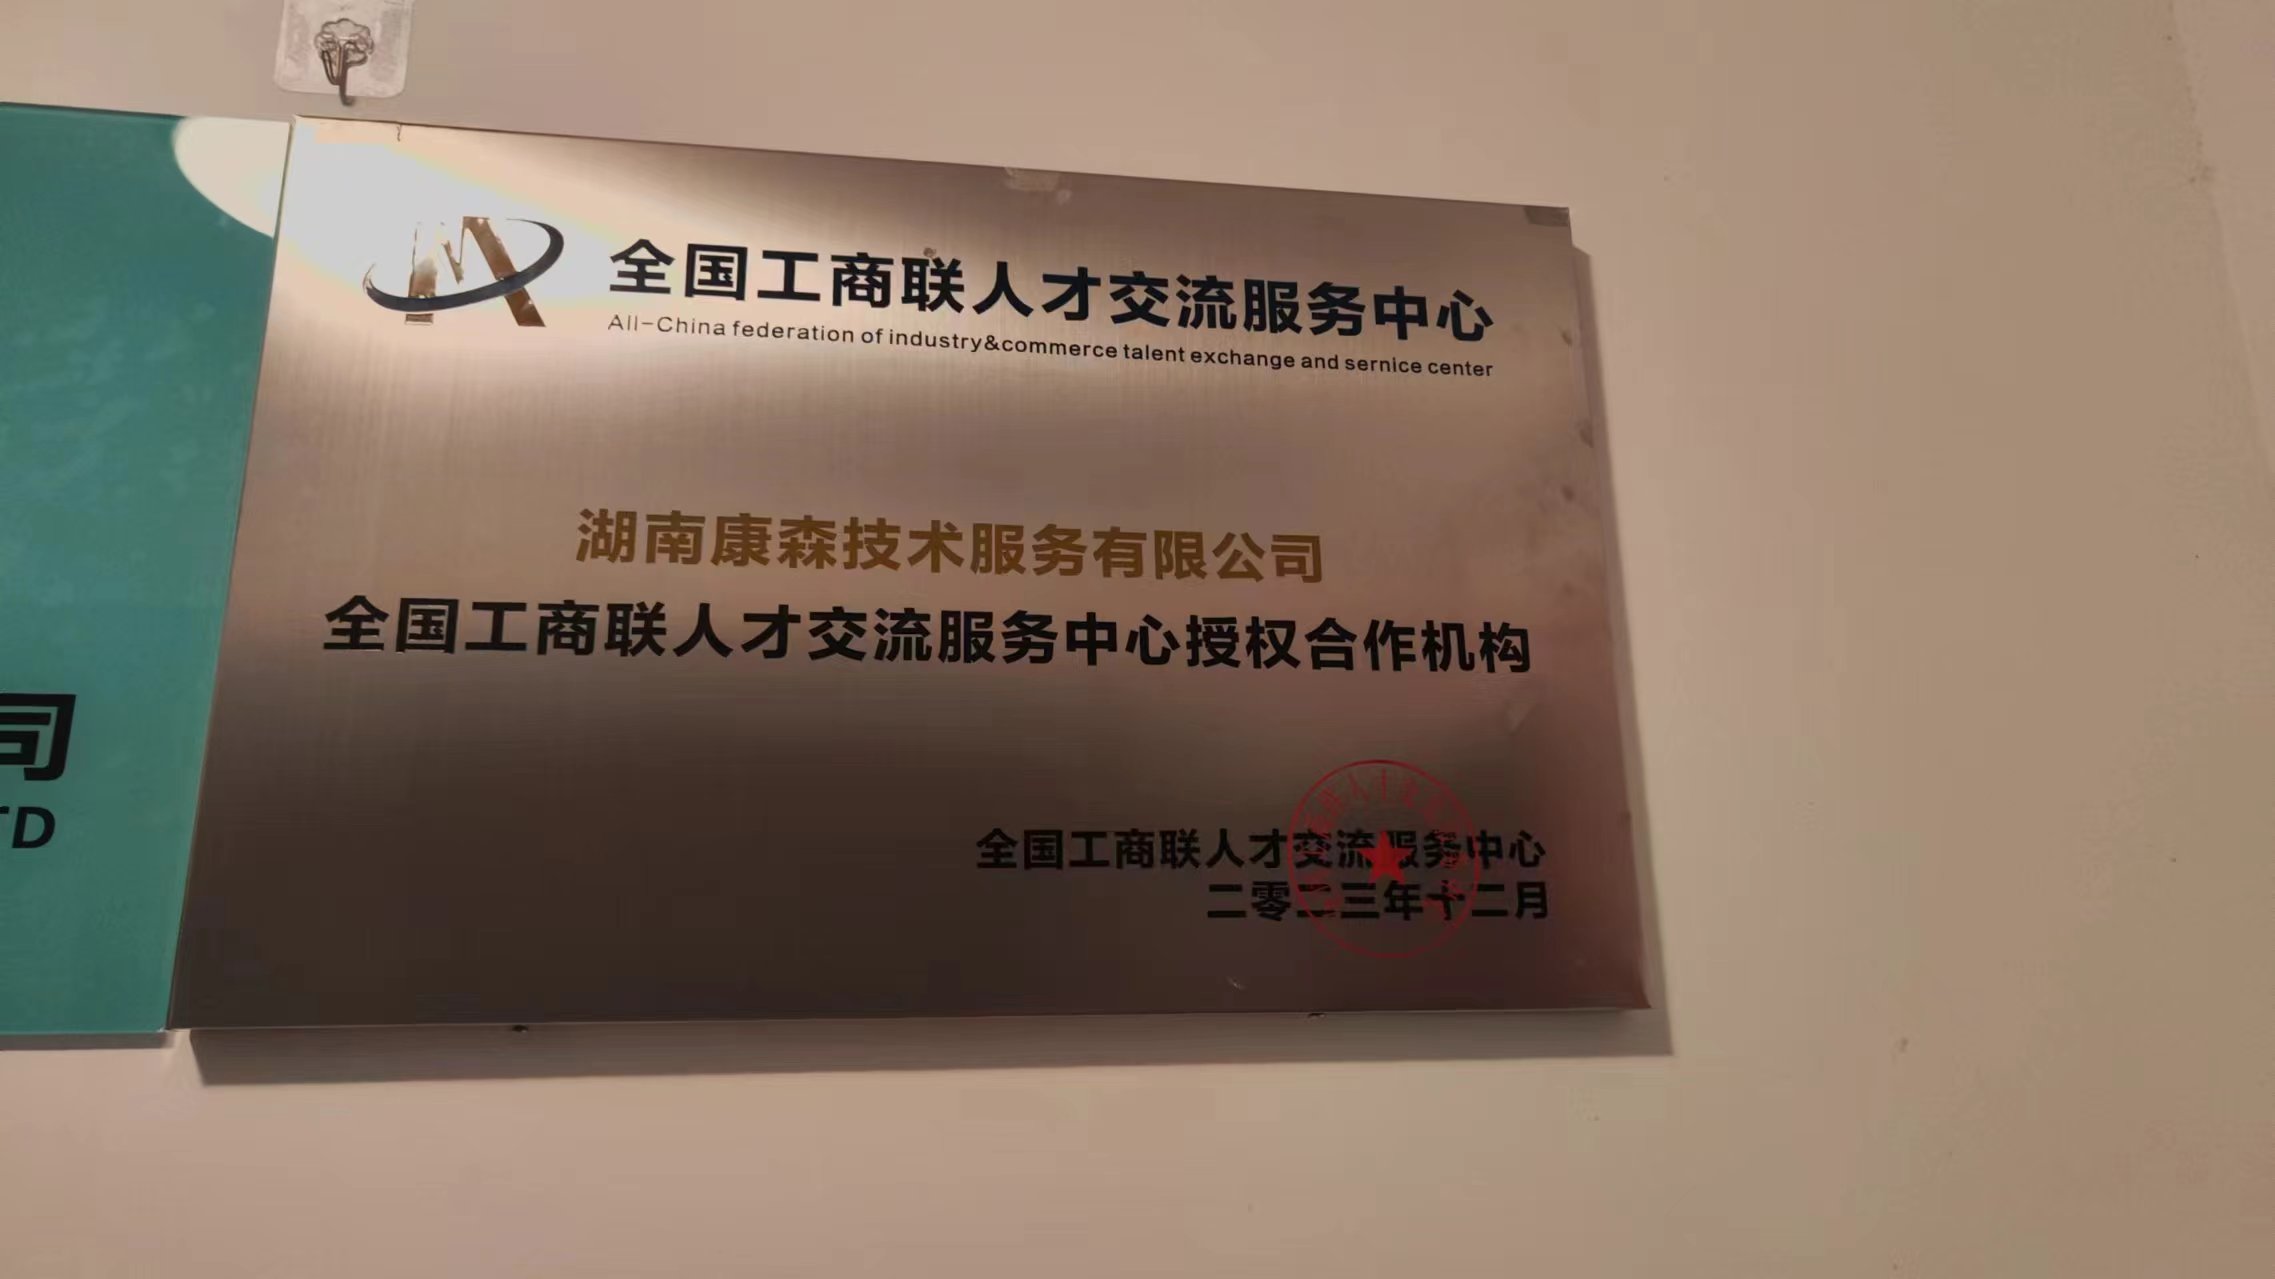 全国工商联人才交流服务中心
All-China federation of industry&commerce talent exchange and sernice center
湖南康森技术服务有限公司
全国工商联人才交流服务中心授权合作机构
全国工商联人才交流服务中心
二零二三年十二月
司
TD